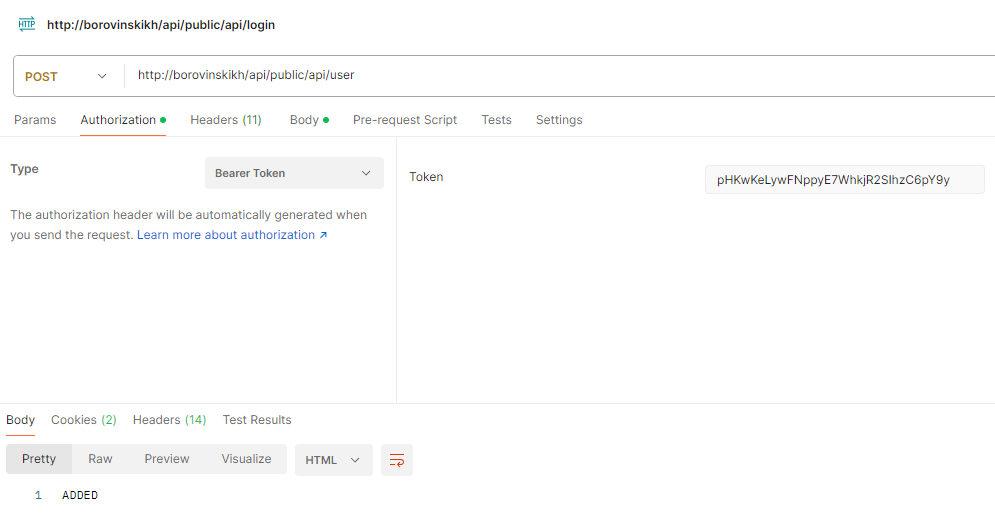 HTTP http://borovinskikh/api/public/api/login
POST http://borovinskikh/api/public/api/user
Params Authorization Headers (11) Body Pre-request Script Tests Settings
Type Bearer Token Token pHKwKeLywFNppyE7WhkjR2SIhzC6pY9y
The authorization header will be automatically generated when
you send the request. Learn more about authorization ↗
Body Cookies (2) Headers (14) Test Results
Pretty Raw Preview Visualize HTML
1 ADDED